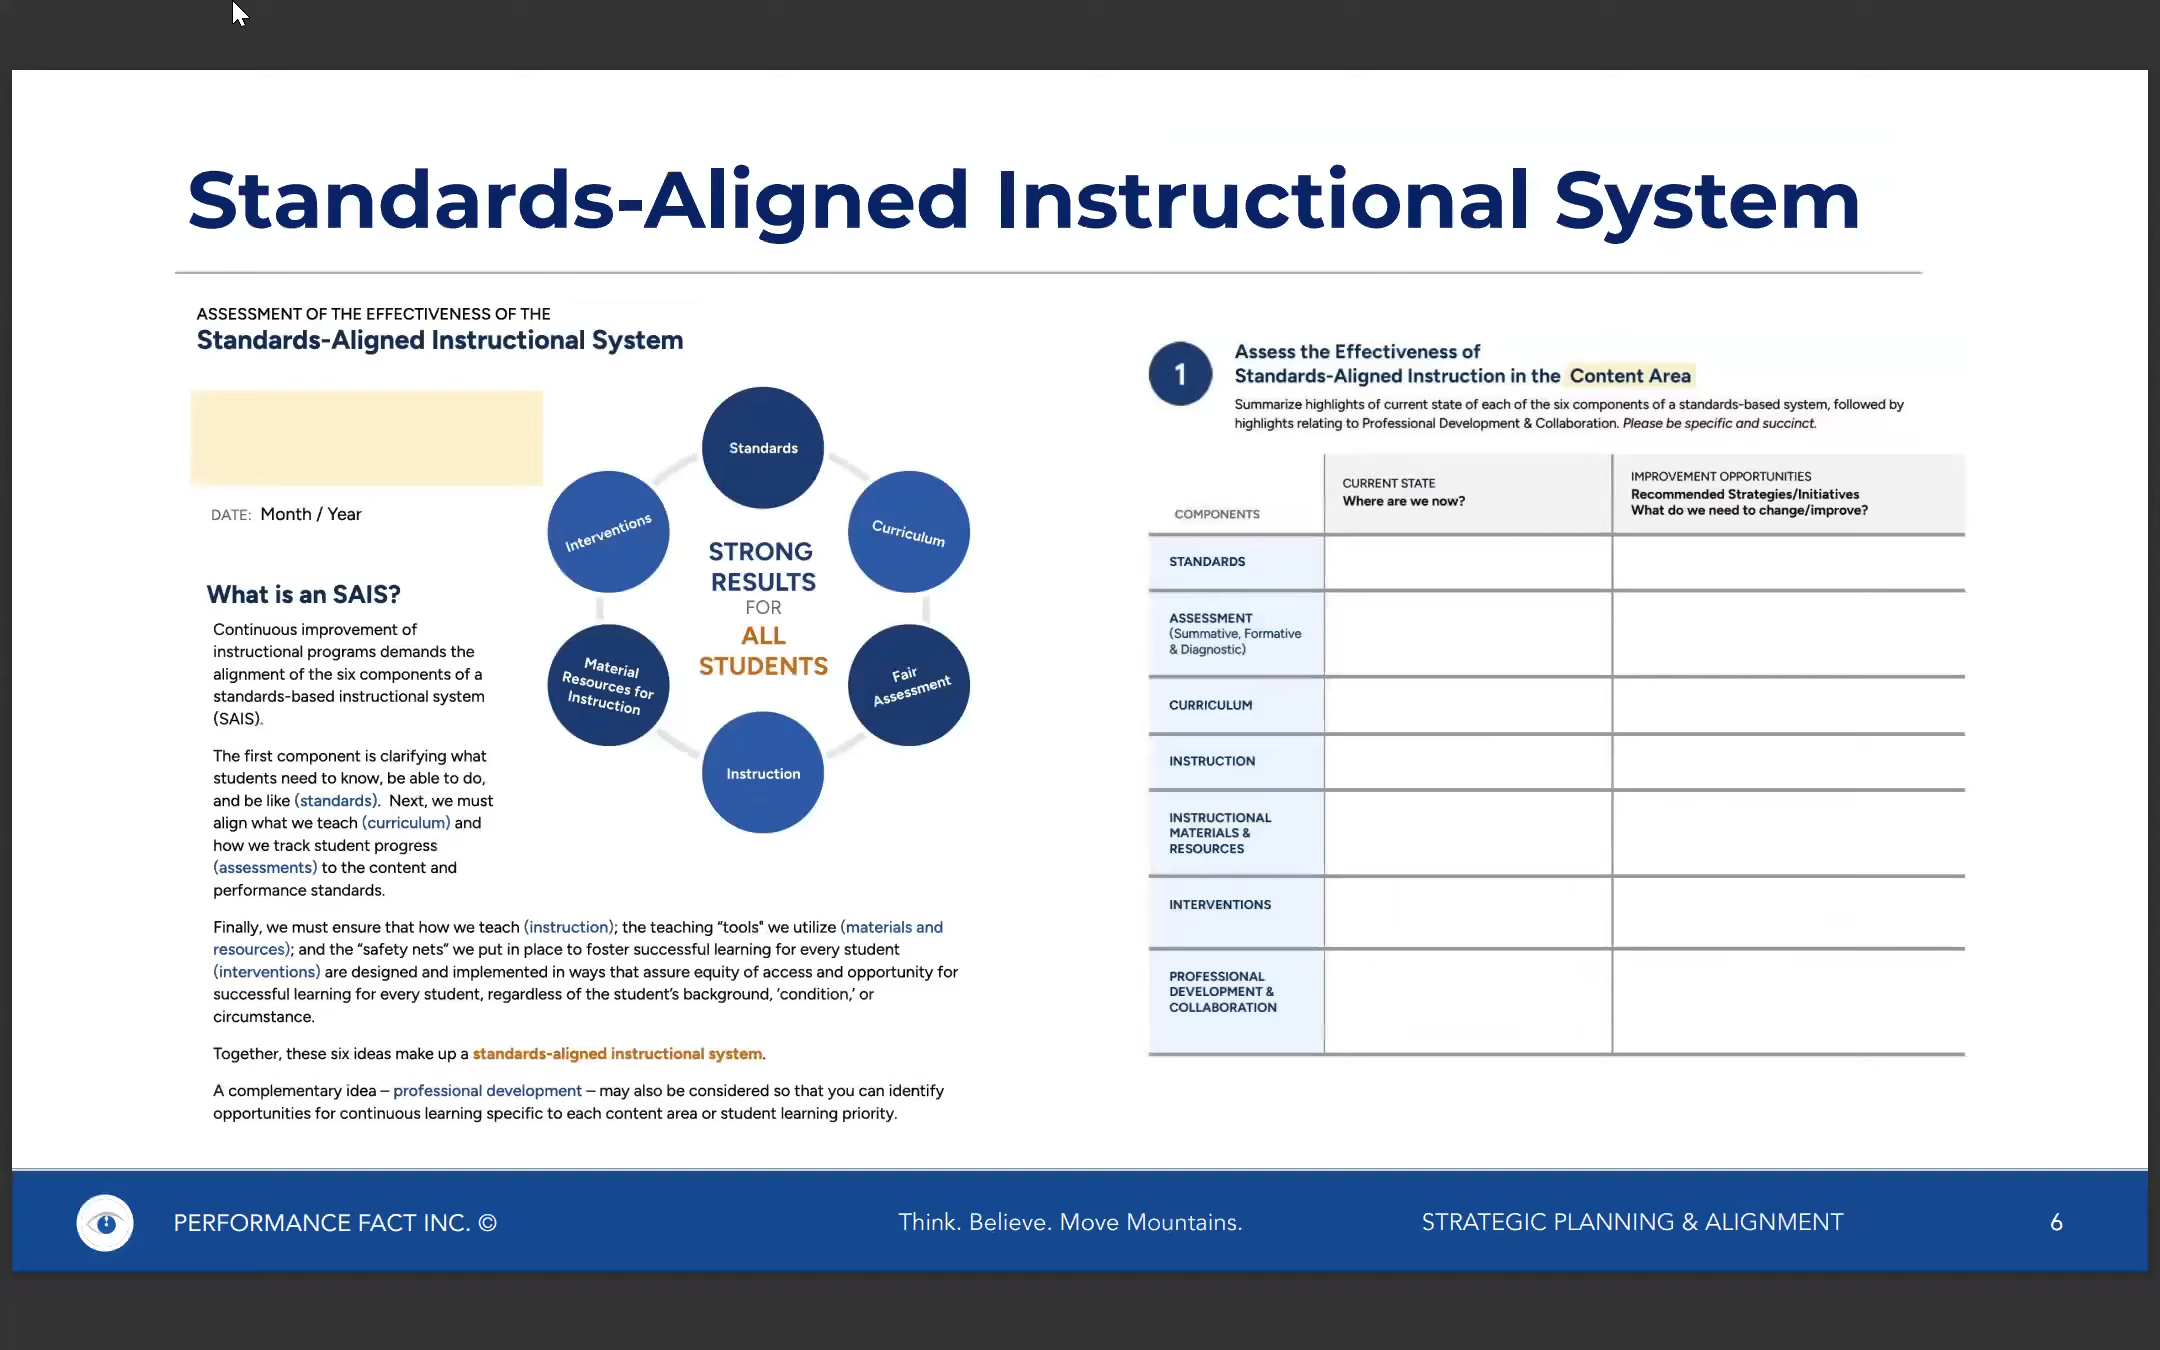 Standards-Aligned Instructional System
ASSESSMENT OF THE EFFECTIVENESS OF THE
Standards-Aligned Instructional System
DATE: Month / Year
Standards
Curriculum
Fair
Assessment
Instruction
Material
Resources for
Instruction
Interventions
STRONG
RESULTS
FOR
ALL
STUDENTS
What is an SAIS?
Continuous improvement of
instructional programs demands the
alignment of the six components of a
standards-based instructional system
(SAIS).
The first component is clarifying what
students need to know, be able to do,
and be like (standards). Next, we must
align what we teach (curriculum) and
how we track student progress
(assessments) to the content and
performance standards.
Finally, we must ensure that how we teach (instruction); the teaching “tools" we utilize (materials and
resources); and the “safety nets” we put in place to foster successful learning for every student
(interventions) are designed and implemented in ways that assure equity of access and opportunity for
successful learning for every student, regardless of the student’s background, ‘condition,’ or
circumstance.
Together, these six ideas make up a standards-aligned instructional system.
A complementary idea – professional development – may also be considered so that you can identify
opportunities for continuous learning specific to each content area or student learning priority.
1
Assess the Effectiveness of
Standards-Aligned Instruction in the Content Area
Summarize highlights of current state of each of the six components of a standards-based system, followed by
highlights relating to Professional Development & Collaboration. Please be specific and succinct.
COMPONENTS
CURRENT STATE
Where are we now?
IMPROVEMENT OPPORTUNITIES
Recommended Strategies/Initiatives
What do we need to change/improve?
STANDARDS
ASSESSMENT
(Summative, Formative
& Diagnostic)
CURRICULUM
INSTRUCTION
INSTRUCTIONAL
MATERIALS &
RESOURCES
INTERVENTIONS
PROFESSIONAL
DEVELOPMENT &
COLLABORATION
PERFORMANCE FACT INC. ©
Think. Believe. Move Mountains.
STRATEGIC PLANNING & ALIGNMENT
6